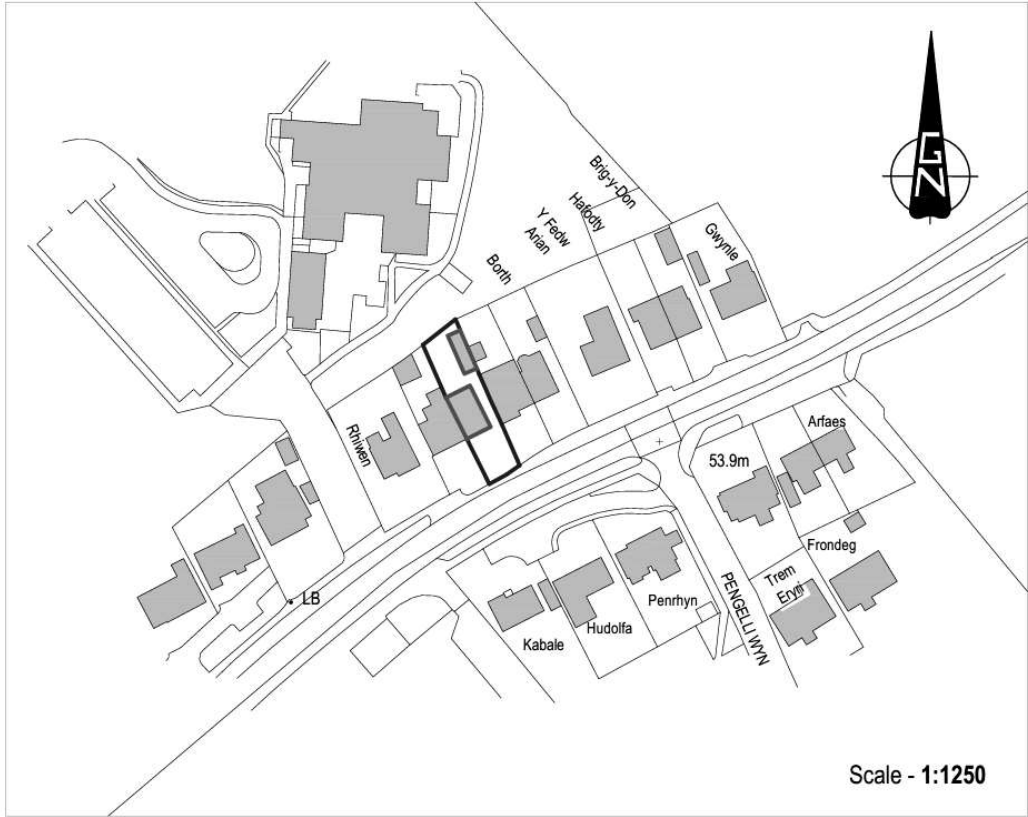 Brig-y-Don
Hafodty
Y Fedw
Arian
Borth
Gwynle
GN
Rhiwen
Arfaes
53.9m
Frondeg
Trem
Eryri
PENGELLI WYN
Penrhyn
Hudolfa
Kabale
LB
Scale - 1:1250